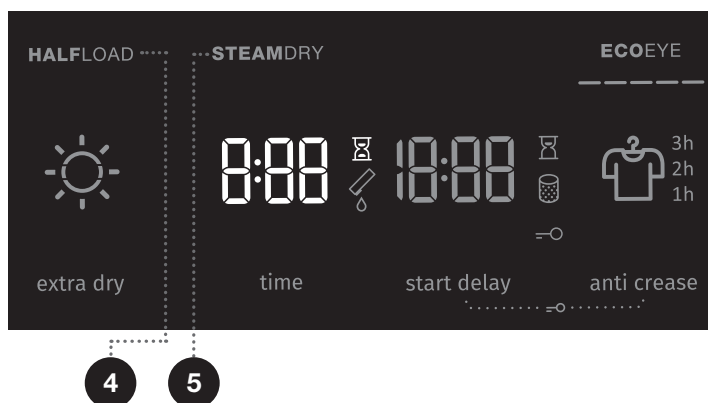 HALFLOAD
STEAMDRY
ECOEYE
8:88
18:88
3h
2h
1h
extra dry
time
start delay
anti crease
4
5